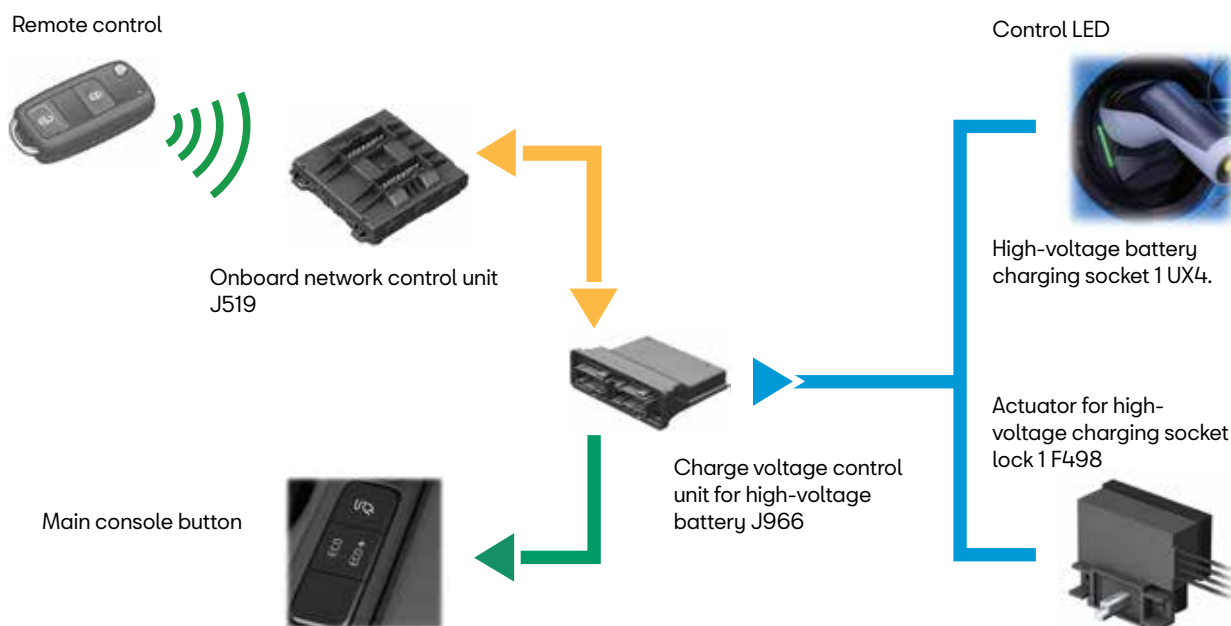 Remote control
Control LED
Onboard network control unit
J519
High-voltage battery
charging socket 1 UX4.
Actuator for high-
voltage charging socket
lock 1 F498
Charge voltage control
unit for high-voltage
battery J966
Main console button
ECO
ECO+